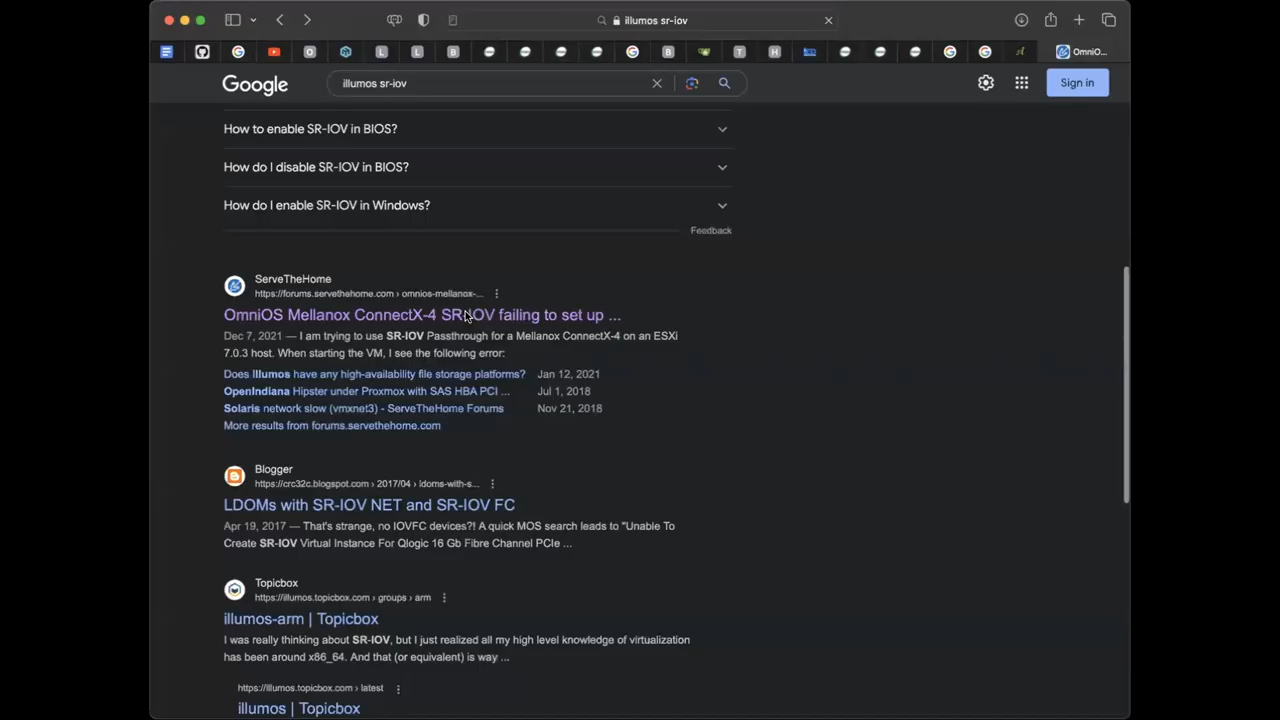 illumos sr-iov
OmniO...
Google
illumos sr-iov
Sign in
How to enable SR-IOV in BIOS?
How do I disable SR-IOV in BIOS?
How do I enable SR-IOV in Windows?
Feedback
ServeTheHome
https://forums.servethehome.com › omnios-mellanox-...
OmniOS Mellanox ConnectX-4 SR-IOV failing to set up ...
Dec 7, 2021 — I am trying to use SR-IOV Passthrough for a Mellanox ConnectX-4 on an ESXi
7.0.3 host. When starting the VM, I see the following error:
Does Illumos have any high-availability file storage platforms? Jan 12, 2021
OpenIndiana Hipster under Proxmox with SAS HBA PCI ... Jul 1, 2018
Solaris network slow (vmxnet3) - ServeTheHome Forums Nov 21, 2018
More results from forums.servethehome.com
Blogger
https://crc32c.blogspot.com › 2017/04 › ldoms-with-s...
LDOMs with SR-IOV NET and SR-IOV FC
Apr 19, 2017 — That's strange, no IOVFC devices?! A quick MOS search leads to "Unable To
Create SR-IOV Virtual Instance For Qlogic 16 Gb Fibre Channel PCIe ...
Topicbox
https://illumos.topicbox.com › groups › arm
illumos-arm | Topicbox
I was really thinking about SR-IOV, but I just realized all my high level knowledge of virtualization
has been around x86_64. And that (or equivalent) is way ...
https://illumos.topicbox.com › latest
illumos | Topicbox